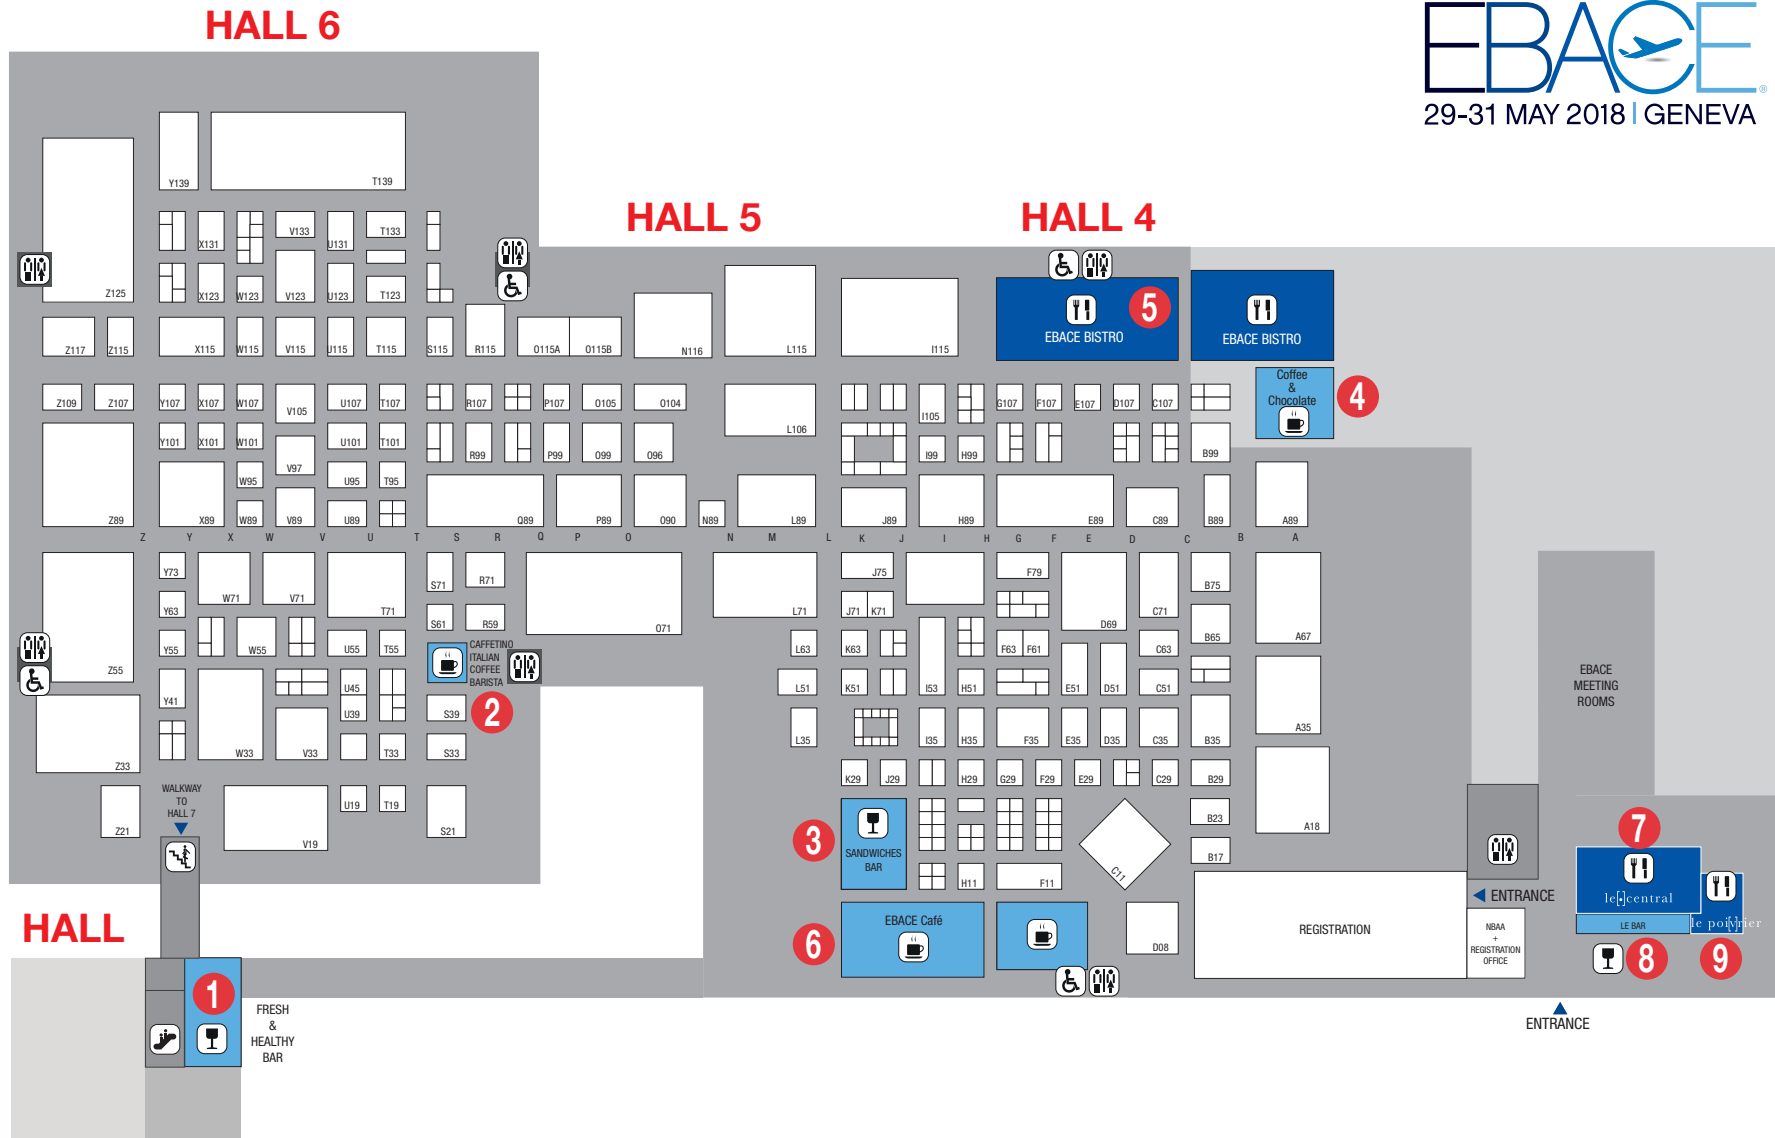 HALL 6
EBACE®
29-31 MAY 2018 | GENEVA
Y139
T139
HALL 5
HALL 4
X131
V133
U131
T133
Z125
X123
W123
V123
U123
T123
5
EBACE BISTRO
EBACE BISTRO
Z117
Z115
X115
W115
V115
U115
T115
S115
R115
O115A
O115B
N116
L115
I115
Coffee
&
Chocolate
4
Z109
Z107
Y107
X107
W107
V105
U107
T107
R107
P107
O105
O104
L106
I105
G107
F107
E107
D107
C107
Y101
X101
W101
U101
T101
R99
P99
O99
O96
I99
H99
B99
V97
W95
U95
T95
Z89
X89
W89
V89
U89
Q89
P89
O90
N89
L89
J89
H89
E89
C89
B89
A89
Z Y X W V U T S R Q P O N M L K J I H G F E D C B A
Y73
W71
V71
T71
S71
R71
O71
L71
J75
F79
D69
C71
B75
A67
Y63
S61
R59
J71
K71
B65
Z55
Y55
W55
U55
T55
CAFFETINO
ITALIAN
COFFEE
BARISTA
2
L63
K63
F63
F61
C63
EBACE
MEETING
ROOMS
Y41
U45
U39
S39
L51
K51
I53
H51
E51
D51
C51
Z33
W33
V33
T33
S33
L35
I35
H35
F35
E35
D35
C35
B35
A35
K29
J29
H29
G29
F29
E29
C29
B29
WALKWAY
TO
HALL 7
Z21
V19
U19
T19
S21
3
SANDWICHES
BAR
B23
A18
B17
C11
H11
F11
7
le[•]central
ENTRANCE
HALL
6
EBACE Café
D08
REGISTRATION
NBAA
+
REGISTRATION
OFFICE
LE BAR
le poi[v]rier
8
9
1
FRESH
&
HEALTHY
BAR
ENTRANCE